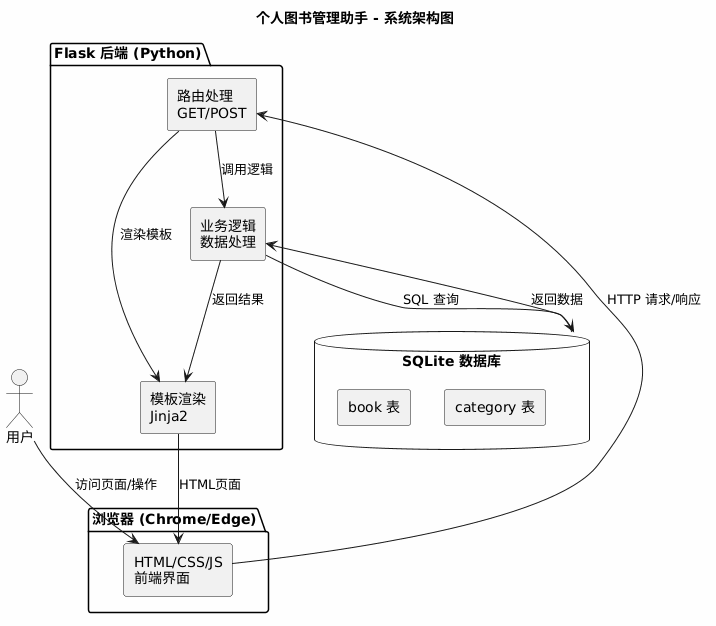 个人图书管理助手 - 系统架构图
Flask 后端 (Python)
路由处理
GET/POST
调用逻辑
业务逻辑
数据处理
渲染模板
返回结果
SQL 查询
返回数据
HTTP 请求/响应
SQLite 数据库
book 表
category 表
模板渲染
Jinja2
用户
访问页面/操作
HTML页面
浏览器 (Chrome/Edge)
HTML/CSS/JS
前端界面